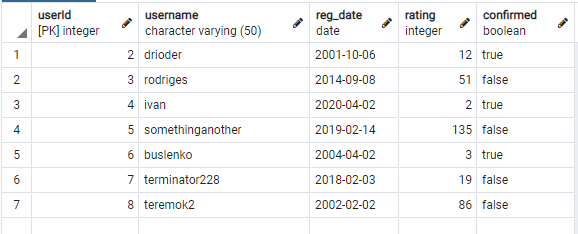 userId username reg_date rating confirmed
[PK] integer character varying (50) date integer boolean
1 2 drioder 2001-10-06 12 true
2 3 rodriges 2014-09-08 51 false
3 4 ivan 2020-04-02 2 true
4 5 somethinganother 2019-02-14 135 false
5 6 buslenko 2004-04-02 3 true
6 7 terminator228 2018-02-03 19 false
7 8 teremok2 2002-02-02 86 false